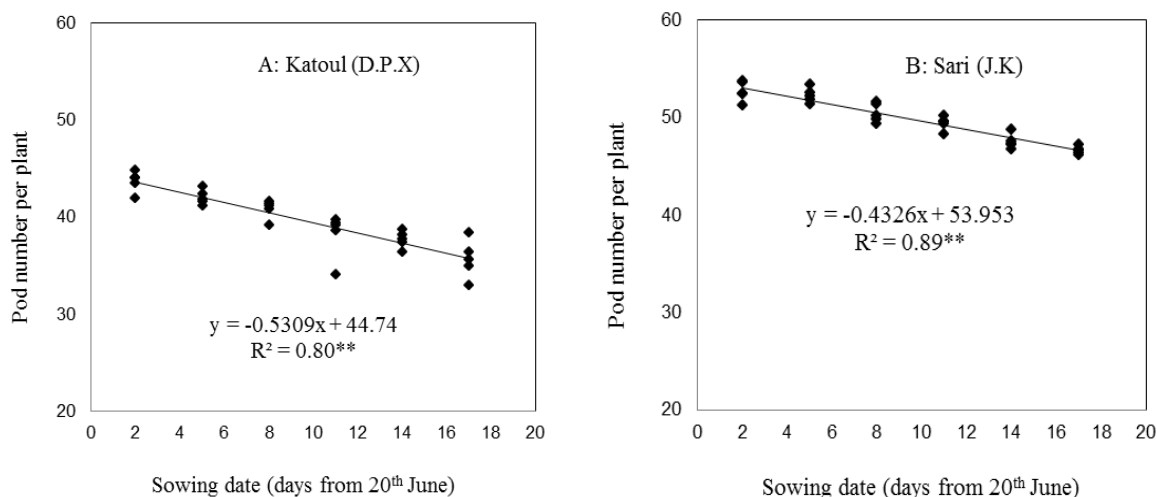 A: Katoul (D.P.X)
Pod number per plant
60
50
40
30
20
y = -0.5309x + 44.74
R² = 0.80**
0 2 4 6 8 10 12 14 16 18 20
Sowing date (days from 20th June)
B: Sari (J.K)
Pod number per plant
60
50
40
30
20
y = -0.4326x + 53.953
R² = 0.89**
0 2 4 6 8 10 12 14 16 18 20
Sowing date (days from 20th June)